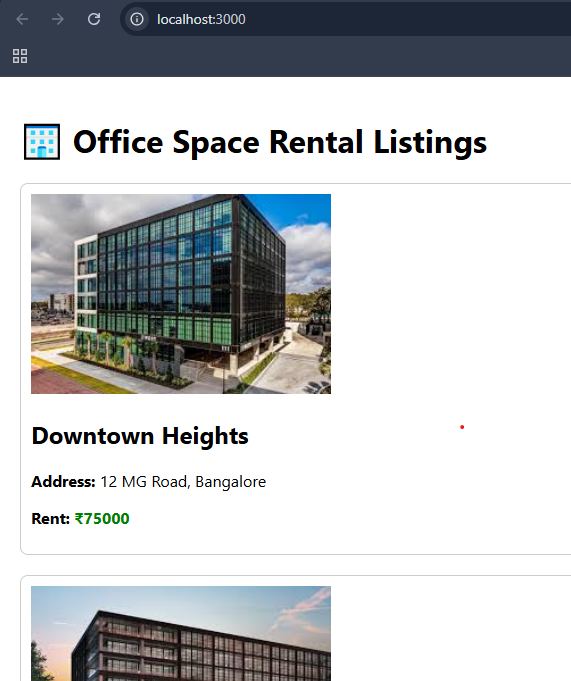 localhost:3000
Office Space Rental Listings
Downtown Heights
Address: 12 MG Road, Bangalore
Rent: ₹75000